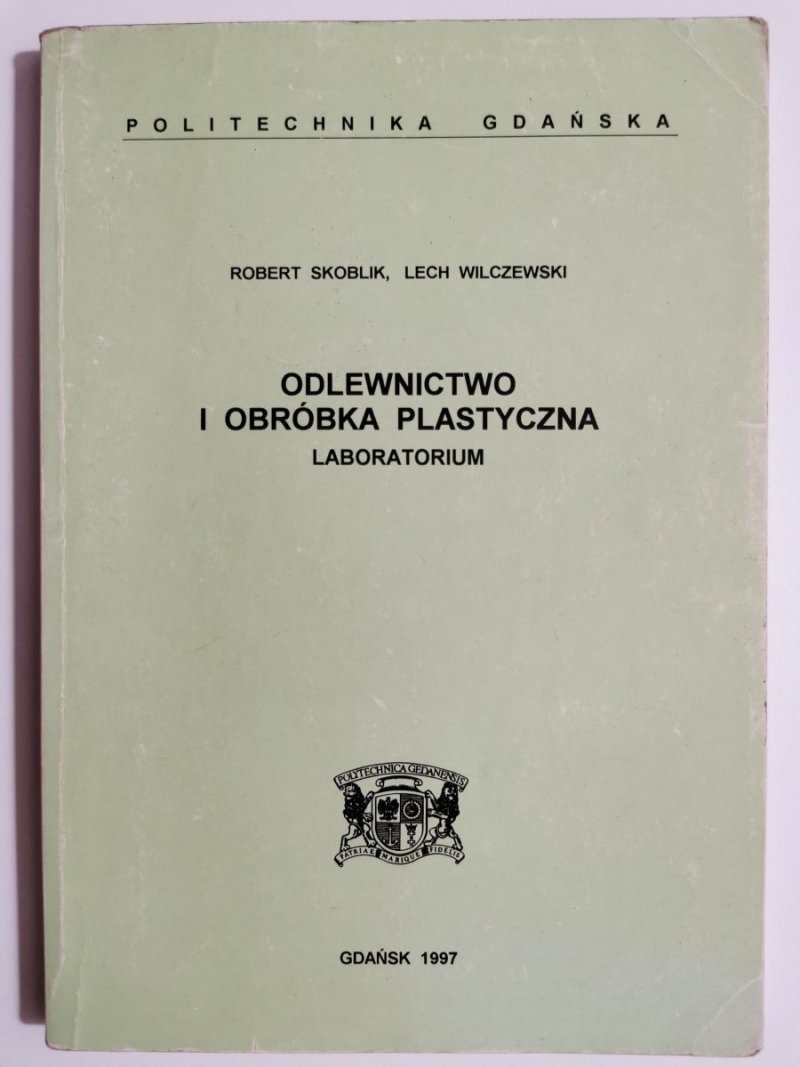 POLITECHNIKA GDAŃSKA
ROBERT SKOBLIK, LECH WILCZEWSKI
ODLEWNICTWO
I OBRÓBKA PLASTYCZNA
LABORATORIUM
POLYTECHNICA GEDANENSIS
PATRIAE MARIQUE FIDELIS
GDAŃSK 1997